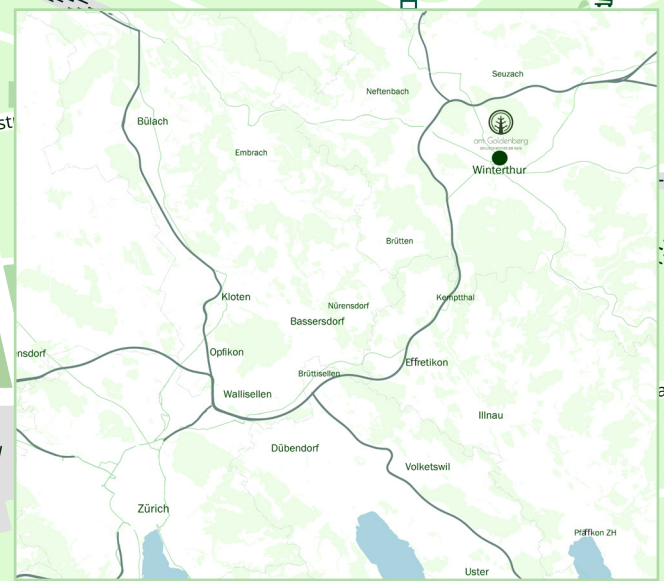 Seuzach
Neftenbach
Bülach
am Goldenberg
Embrach
Winterthur
Brütten
Kloten
Kemptthal
Nürensdorf
Bassersdorf
Opfikon
nsdorf
Effretikon
Brüttisellen
Wallisellen
Illnau
Dübendorf
Volketswil
Zürich
Pfäffikon ZH
Uster